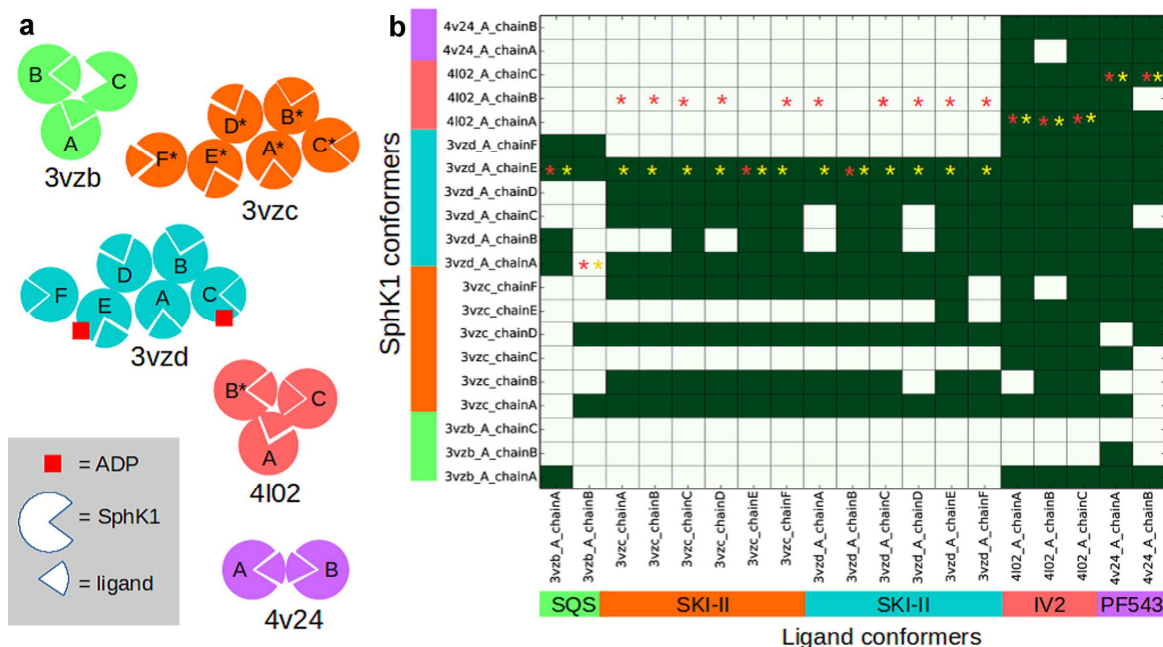 a
B
C
A
3vzb
D*
B*
F*
E*
A*
C*
3vzc
D
B
F
E
A
C
3vzd
B*
C
A
4l02
A
B
4v24
= ADP
= SphK1
= ligand
b
SphK1 conformers
4v24_A_chainB
4v24_A_chainA
4l02_A_chainC
4l02_A_chainB
4l02_A_chainA
3vzd_A_chainF
3vzd_A_chainE
3vzd_A_chainD
3vzd_A_chainC
3vzd_A_chainB
3vzd_A_chainA
3vzc_chainF
3vzc_chainE
3vzc_chainD
3vzc_chainC
3vzc_chainB
3vzc_chainA
3vzb_A_chainC
3vzb_A_chainB
3vzb_A_chainA
* *
* *
* * * * * * * * * *
* * * * * *
* * * * * * * * * * * * * * * *
* *
3vzb_A_chainA
3vzb_A_chainB
3vzc_chainA
3vzc_chainB
3vzc_chainC
3vzc_chainD
3vzc_chainE
3vzc_chainF
3vzd_A_chainA
3vzd_A_chainB
3vzd_A_chainC
3vzd_A_chainD
3vzd_A_chainE
3vzd_A_chainF
4l02_A_chainA
4l02_A_chainB
4l02_A_chainC
4v24_A_chainA
4v24_A_chainB
SQS
SKI-II
SKI-II
IV2
PF543
Ligand conformers